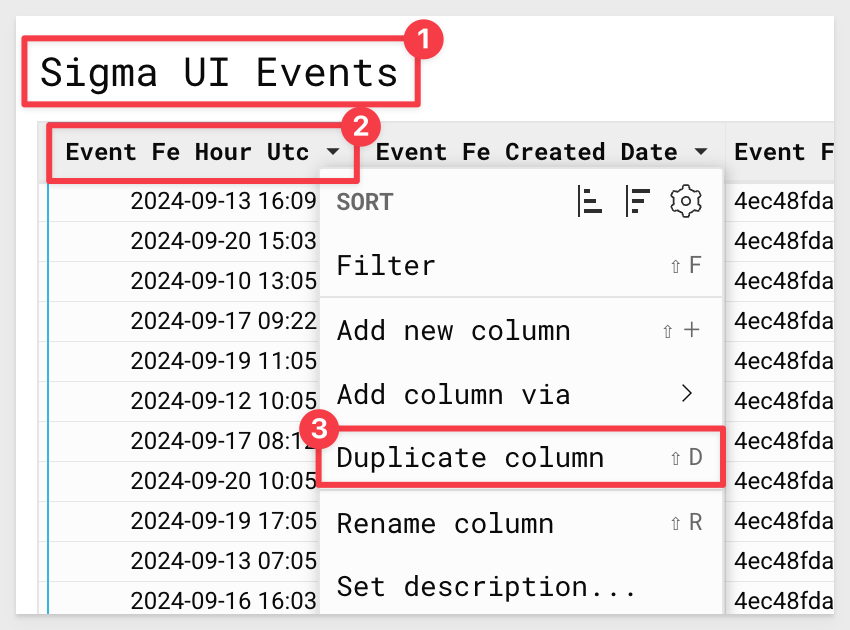 1
Sigma UI Events
2
Event Fe Hour Utc Event Fe Created Date Event F
2024-09-13 16:09 SORT 4ec48fda
2024-09-20 15:03 4ec48fda
Filter ⇧ F
2024-09-10 13:05 4ec48fda
2024-09-17 09:22 Add new column ⇧ + 4ec48fda
2024-09-19 11:05 4ec48fda
2024-09-12 10:05 Add column via 4ec48fda
3
2024-09-17 08:12 4ec48fda
Duplicate column ⇧ D
2024-09-20 10:05 4ec48fda
2024-09-19 17:05 Rename column ⇧ R 4ec48fda
2024-09-13 07:05 4ec48fda
2024-09-16 16:03 Set description... 4ec48fda